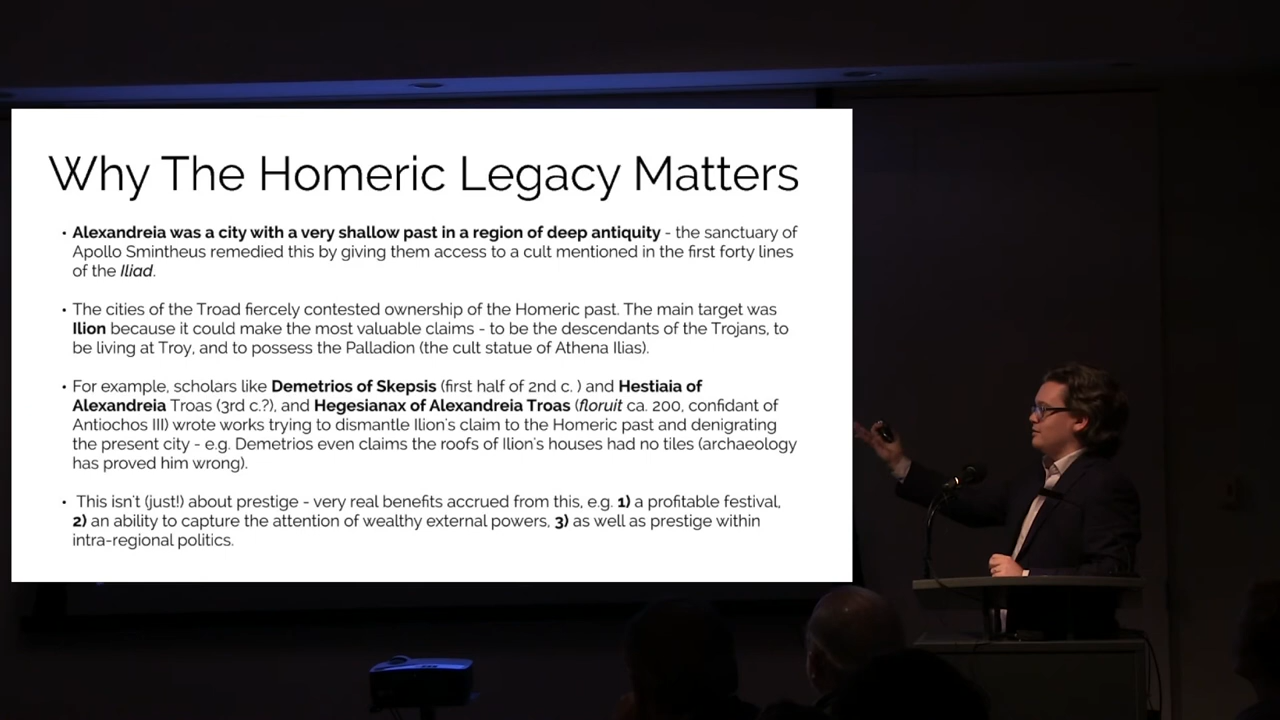 Why The Homeric Legacy Matters
• Alexandreia was a city with a very shallow past in a region of deep antiquity - the sanctuary of
Apollo Smintheus remedied this by giving them access to a cult mentioned in the first forty lines
of the Iliad.
• The cities of the Troad fiercely contested ownership of the Homeric past. The main target was
Ilion because it could make the most valuable claims - to be the descendants of the Trojans, to
be living at Troy, and to possess the Palladion (the cult statue of Athena Ilias).
• For example, scholars like Demetrios of Skepsis (first half of 2nd c. ) and Hestiaia of
Alexandreia Troas (3rd c.?), and Hegesianax of Alexandreia Troas (floruit ca. 200, confidant of
Antiochos III) wrote works trying to dismantle Ilion's claim to the Homeric past and denigrating
the present city - e.g. Demetrios even claims the roofs of Ilion's houses had no tiles (archaeology
has proved him wrong).
• This isn't (just!) about prestige - very real benefits accrued from this, e.g. 1) a profitable festival,
2) an ability to capture the attention of wealthy external powers, 3) as well as prestige within
intra-regional politics.